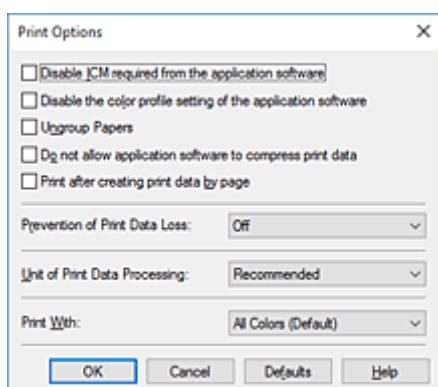 Print Options
Disable ICM required from the application software
Disable the color profile setting of the application software
Ungroup Papers
Do not allow application software to compress print data
Print after creating print data by page
Prevention of Print Data Loss: Off
Unit of Print Data Processing: Recommended
Print With: All Colors (Default)
OK Cancel Defaults Help